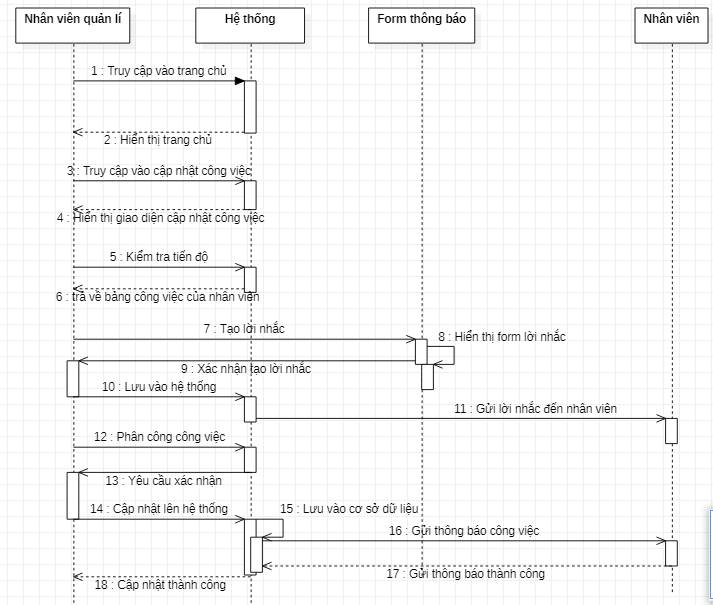 Nhân viên quản lí
Hệ thống
Form thông báo
Nhân viên
1 : Truy cập vào trang chủ
2 : Hiển thị trang chủ
3 : Truy cập vào cập nhật công việc
4 : Hiển thị giao diện cập nhật công việc
5 : Kiểm tra tiến độ
6 : trả về bảng công việc của nhân viên
7 : Tạo lời nhắc
8 : Hiển thị form lời nhắc
9 : Xác nhận tạo lời nhắc
10 : Lưu vào hệ thống
11 : Gửi lời nhắc đến nhân viên
12 : Phân công công việc
13 : Yêu cầu xác nhận
14 : Cập nhật lên hệ thống
15 : Lưu vào cơ sở dữ liệu
16 : Gửi thông báo công việc
17 : Gửi thông báo thành công
18 : Cập nhật thành công